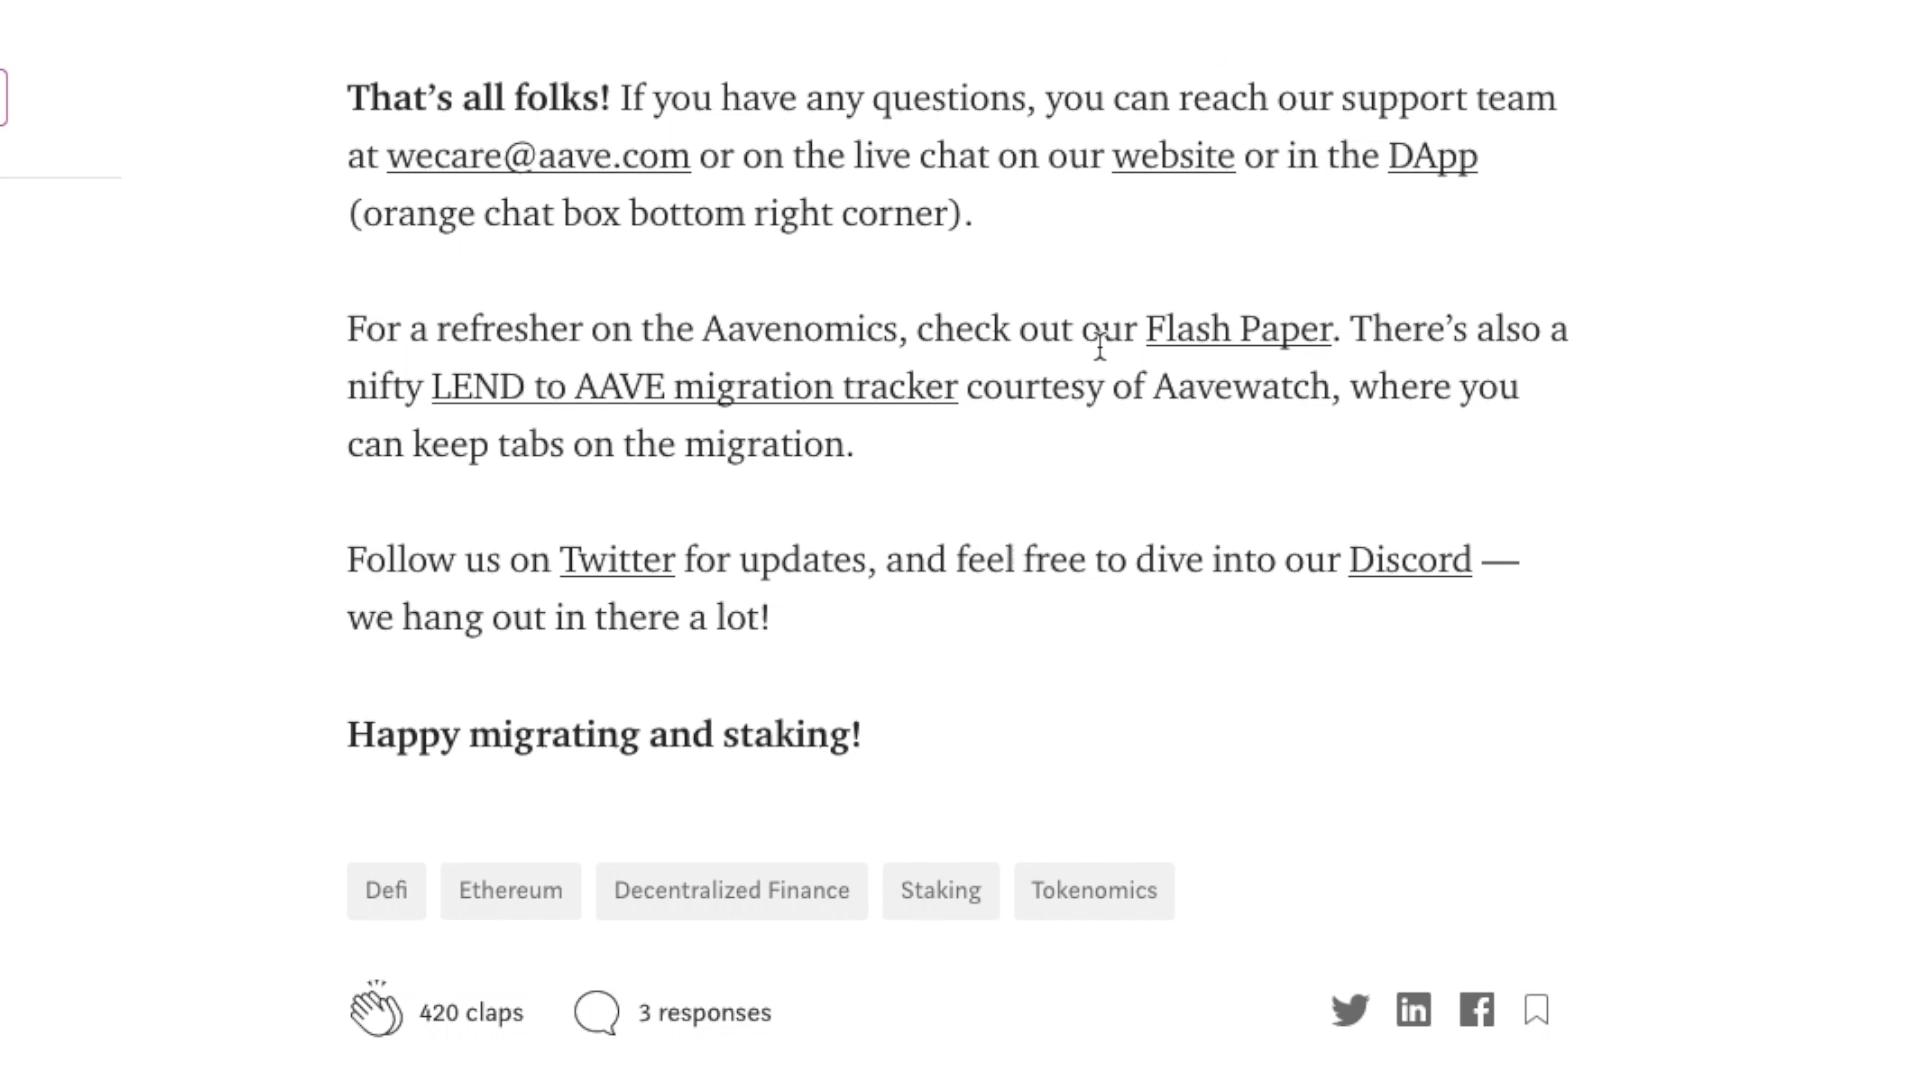 That’s all folks! If you have any questions, you can reach our support team
at wecare@aave.com or on the live chat on our website or in the DApp
(orange chat box bottom right corner).
For a refresher on the Aavenomics, check out our Flash Paper. There’s also a
nifty LEND to AAVE migration tracker courtesy of Aavewatch, where you
can keep tabs on the migration.
Follow us on Twitter for updates, and feel free to dive into our Discord —
we hang out in there a lot!
Happy migrating and staking!
Defi Ethereum Decentralized Finance Staking Tokenomics
420 claps 3 responses